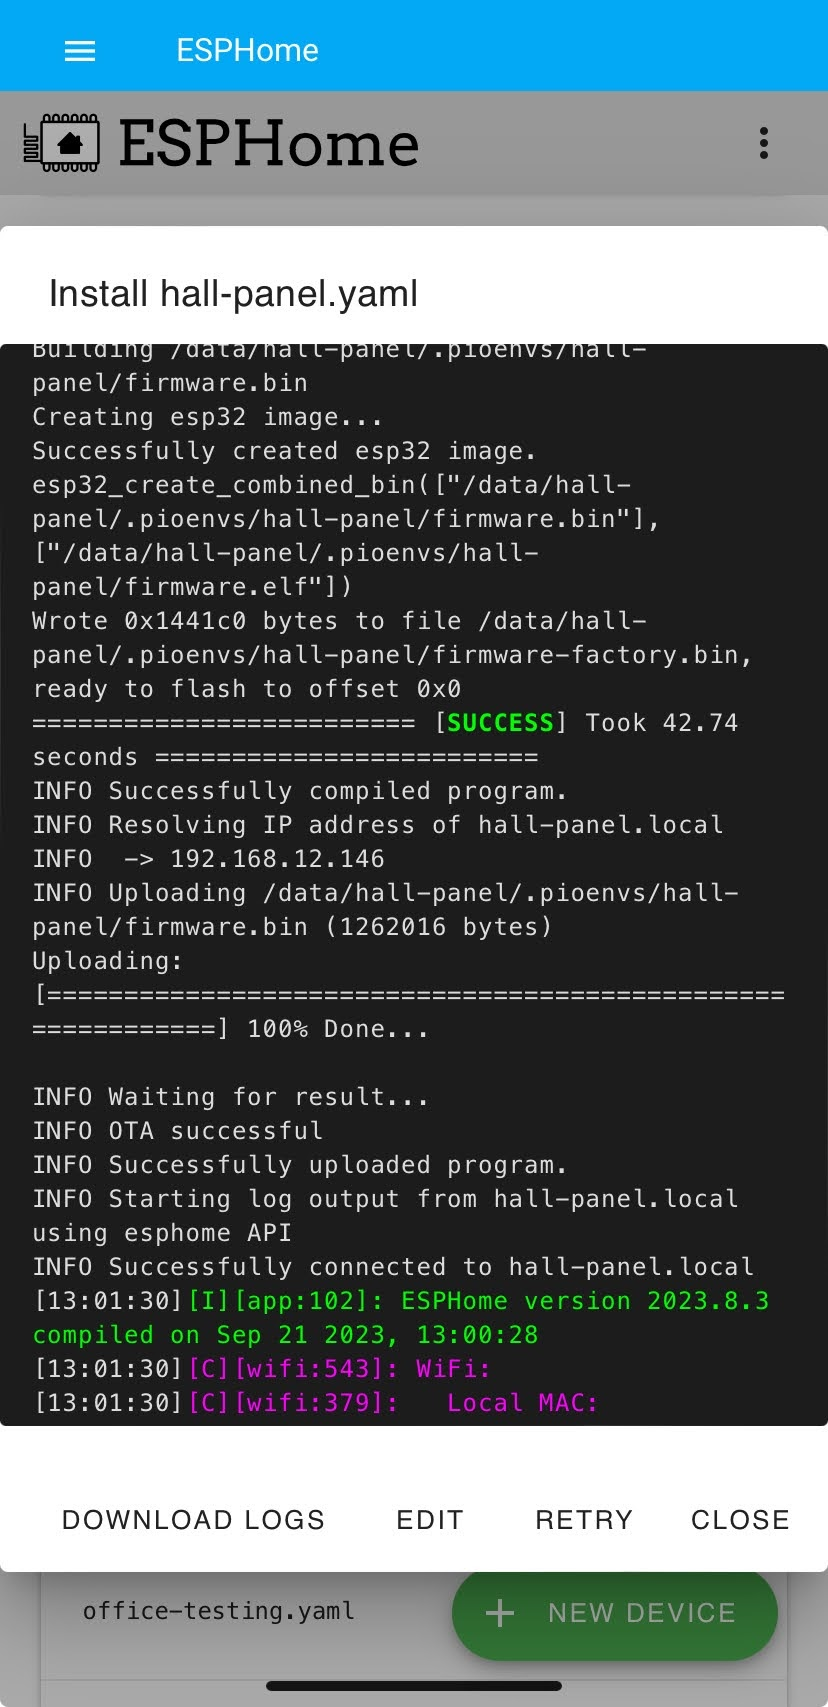 ESPHome
ESPHome
Install hall-panel.yaml
Building /data/hall-panel/.pioenvs/hall-
panel/firmware.bin
Creating esp32 image...
Successfully created esp32 image.
esp32_create_combined_bin(["/data/hall-
panel/.pioenvs/hall-panel/firmware.bin"],
["/data/hall-panel/.pioenvs/hall-
panel/firmware.elf"])
Wrote 0x1441c0 bytes to file /data/hall-
panel/.pioenvs/hall-panel/firmware-factory.bin,
ready to flash to offset 0x0
========================= [SUCCESS] Took 42.74
seconds =========================
INFO Successfully compiled program.
INFO Resolving IP address of hall-panel.local
INFO  -> 192.168.12.146
INFO Uploading /data/hall-panel/.pioenvs/hall-
panel/firmware.bin (1262016 bytes)
Uploading:
[================================================
============] 100% Done...
INFO Waiting for result...
INFO OTA successful
INFO Successfully uploaded program.
INFO Starting log output from hall-panel.local
using esphome API
INFO Successfully connected to hall-panel.local
[13:01:30][I][app:102]: ESPHome version 2023.8.3
compiled on Sep 21 2023, 13:00:28
[13:01:30][C][wifi:543]: WiFi:
[13:01:30][C][wifi:379]:   Local MAC:
DOWNLOAD LOGS EDIT RETRY CLOSE
office-testing.yaml
+ NEW DEVICE